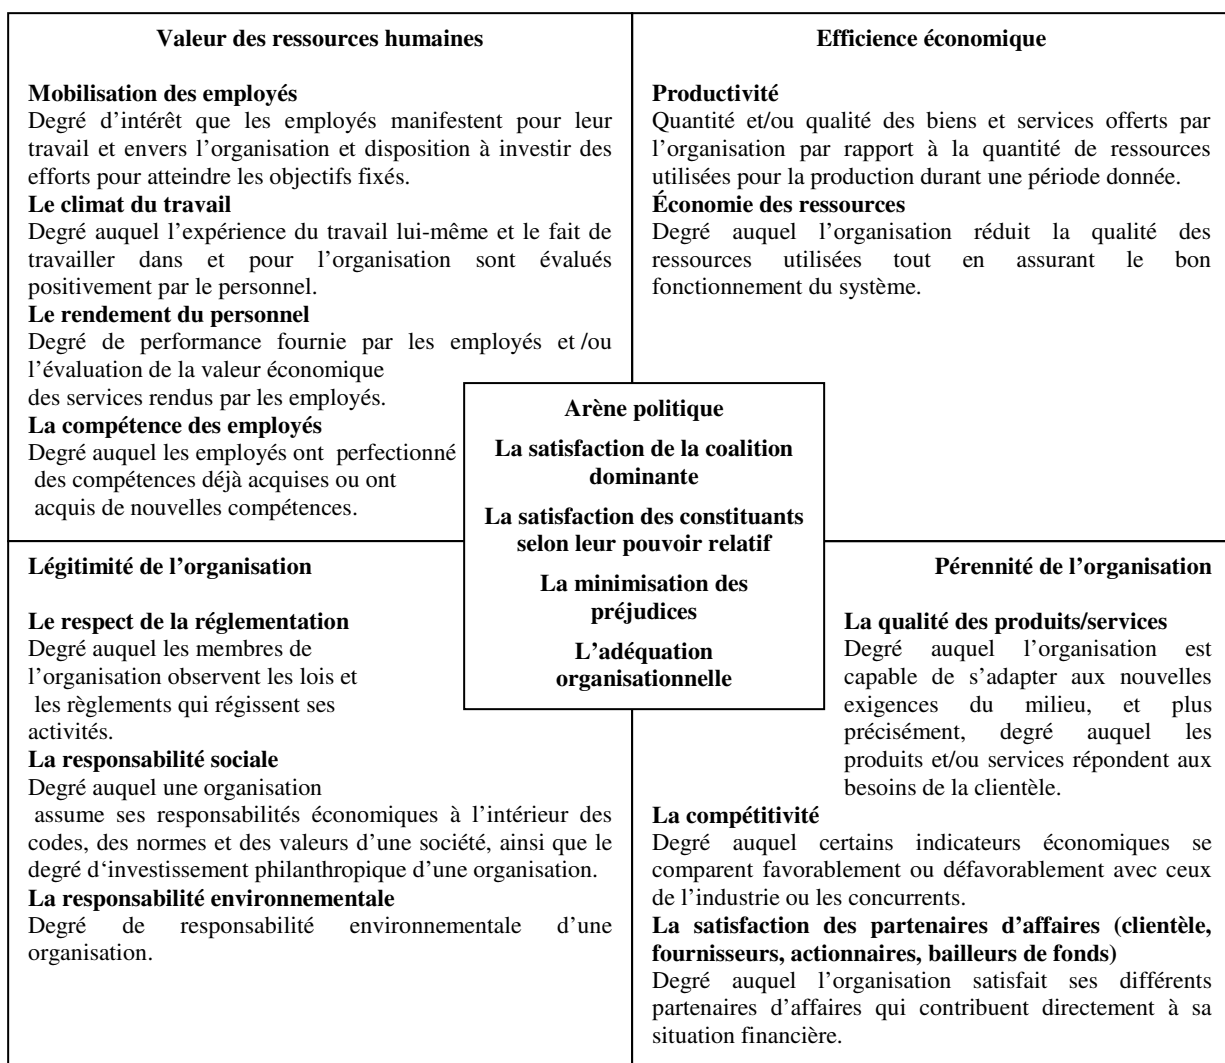 Valeur des ressources humaines
Mobilisation des employés
Degré d'intérêt que les employés manifestent pour leur
travail et envers l'organisation et disposition à investir des
efforts pour atteindre les objectifs fixés.
Le climat du travail
Degré auquel l'expérience du travail lui-même et le fait de
travailler dans et pour l'organisation sont évalués
positivement par le personnel.
Le rendement du personnel
Degré de performance fournie par les employés et /ou
l'évaluation de la valeur économique
des services rendus par les employés.
La compétence des employés
Degré auquel les employés ont perfectionné
des compétences déjà acquises ou ont
acquis de nouvelles compétences.
Efficience économique
Productivité
Quantité et/ou qualité des biens et services offerts par
l'organisation par rapport à la quantité de ressources
utilisées pour la production durant une période donnée.
Économie des ressources
Degré auquel l'organisation réduit la qualité des
ressources utilisées tout en assurant le bon
fonctionnement du système.
Arène politique
La satisfaction de la coalition
dominante
La satisfaction des constituants
selon leur pouvoir relatif
La minimisation des
préjudices
L'adéquation
organisationnelle
Légitimité de l'organisation
Le respect de la réglementation
Degré auquel les membres de
l'organisation observent les lois et
les règlements qui régissent ses
activités.
La responsabilité sociale
Degré auquel une organisation
assume ses responsabilités économiques à l'intérieur des
codes, des normes et des valeurs d'une société, ainsi que le
degré d‘investissement philanthropique d'une organisation.
La responsabilité environnementale
Degré de responsabilité environnementale d'une
organisation.
Pérennité de l'organisation
La qualité des produits/services
Degré auquel l'organisation est
capable de s'adapter aux nouvelles
exigences du milieu, et plus
précisément, degré auquel les
produits et/ou services répondent aux
besoins de la clientèle.
La compétitivité
Degré auquel certains indicateurs économiques se
comparent favorablement ou défavorablement avec ceux
de l'industrie ou les concurrents.
La satisfaction des partenaires d'affaires (clientèle,
fournisseurs, actionnaires, bailleurs de fonds)
Degré auquel l'organisation satisfait ses différents
partenaires d'affaires qui contribuent directement à sa
situation financière.